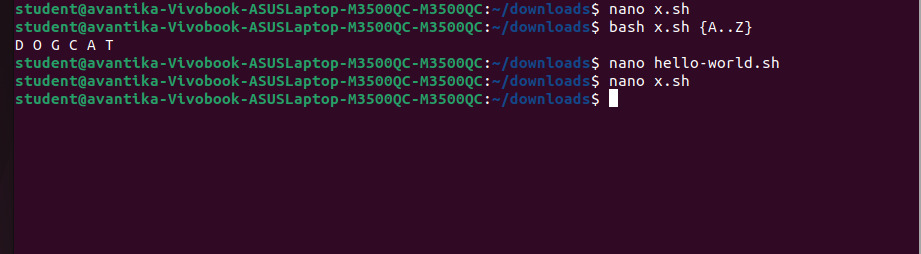 student@avantika-Vivobook-ASUSLaptop-M3500QC-M3500QC:~/downloads$ nano x.sh
student@avantika-Vivobook-ASUSLaptop-M3500QC-M3500QC:~/downloads$ bash x.sh {A..Z}
D O G C A T
student@avantika-Vivobook-ASUSLaptop-M3500QC-M3500QC:~/downloads$ nano hello-world.sh
student@avantika-Vivobook-ASUSLaptop-M3500QC-M3500QC:~/downloads$ nano x.sh
student@avantika-Vivobook-ASUSLaptop-M3500QC-M3500QC:~/downloads$